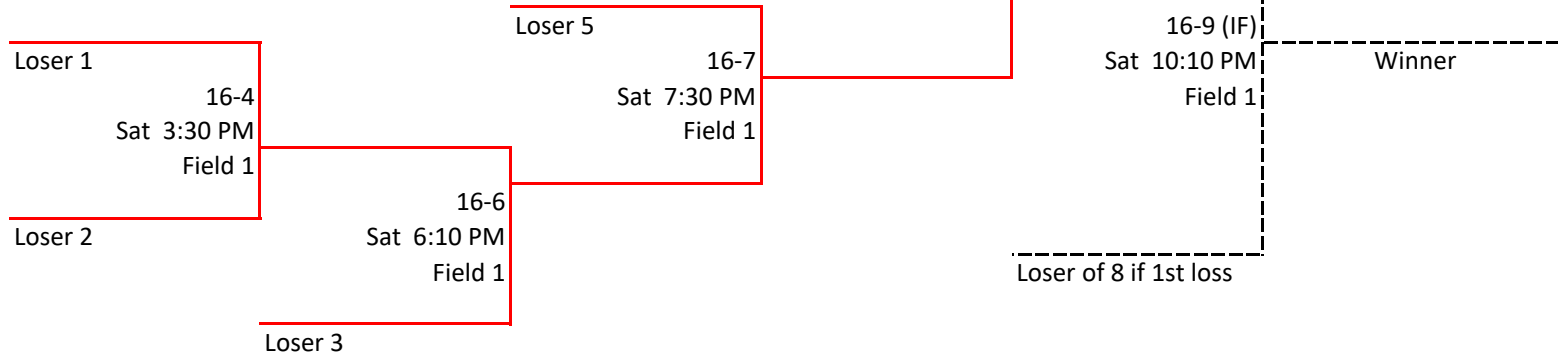 Loser 5
16-9 (IF)
Loser 1
16-7
Sat 10:10 PM
Winner
16-4
Sat 7:30 PM
Field 1
Sat 3:30 PM
Field 1
Field 1
16-6
Loser 2
Sat 6:10 PM
Field 1
Loser of 8 if 1st loss
Loser 3